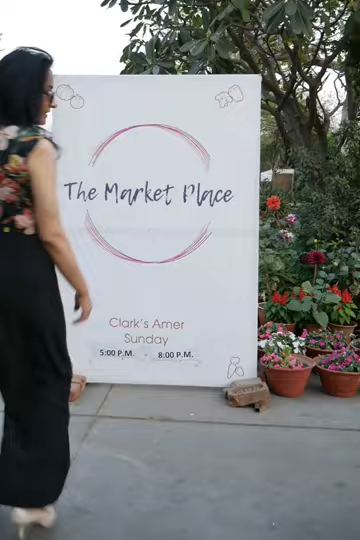 The Market Place
Clark's Amer
Sunday
5:00 P.M. 8:00 P.M.